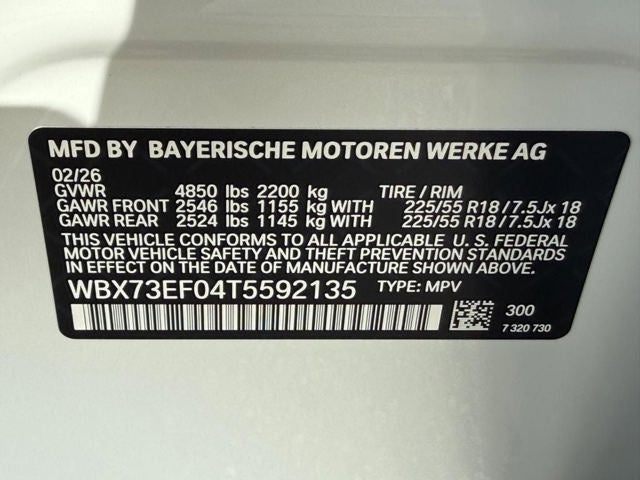 MFD BY BAYERISCHE MOTOREN WERKE AG
02/26
GVWR 4850 lbs 2200 kg TIRE / RIM
GAWR FRONT 2546 lbs 1155 kg WITH 225/55 R18/7.5Jx 18
GAWR REAR 2524 lbs 1145 kg WITH 225/55 R18/7.5Jx 18
THIS VEHICLE CONFORMS TO ALL APPLICABLE U. S. FEDERAL
MOTOR VEHICLE SAFETY AND THEFT PREVENTION STANDARDS
IN EFFECT ON THE DATE OF MANUFACTURE SHOWN ABOVE.
WBX73EF04T5592135 TYPE: MPV
300
7 320 730